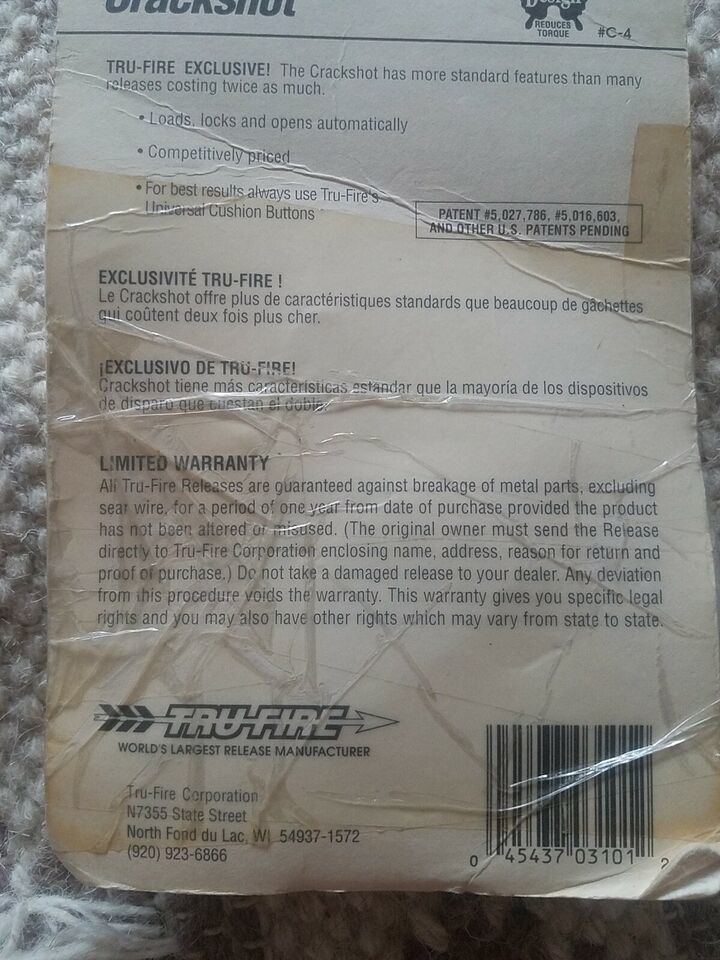 Crackshot
Design
REDUCES
TORQUE
#C-4
TRU-FIRE EXCLUSIVE! The Crackshot has more standard features than many
releases costing twice as much.
• Loads, locks and opens automatically
• Competitively priced
• For best results always use Tru-Fire's
Universal Cushion Buttons
PATENT #5,027,786, #5,016,603,
AND OTHER U.S. PATENTS PENDING
EXCLUSIVITÉ TRU-FIRE !
Le Crackshot offre plus de caractéristiques standards que beaucoup de gâchettes
qui coûtent deux fois plus cher.
¡EXCLUSIVO DE TRU-FIRE!
Crackshot tiene más características estándar que la mayoría de los dispositivos
de disparo que cuestan el doble.
LIMITED WARRANTY
All Tru-Fire Releases are guaranteed against breakage of metal parts, excluding
sear wire, for a period of one year from date of purchase provided the product
has not been altered or misused. (The original owner must send the Release
directly to Tru-Fire Corporation enclosing name, address, reason for return and
proof of purchase.) Do not take a damaged release to your dealer. Any deviation
from this procedure voids the warranty. This warranty gives you specific legal
rights and you may also have other rights which may vary from state to state.
TRU-FIRE
WORLD'S LARGEST RELEASE MANUFACTURER
Tru-Fire Corporation
N7355 State Street
North Fond du Lac, WI 54937-1572
(920) 923-6866
0 45437 03101 2